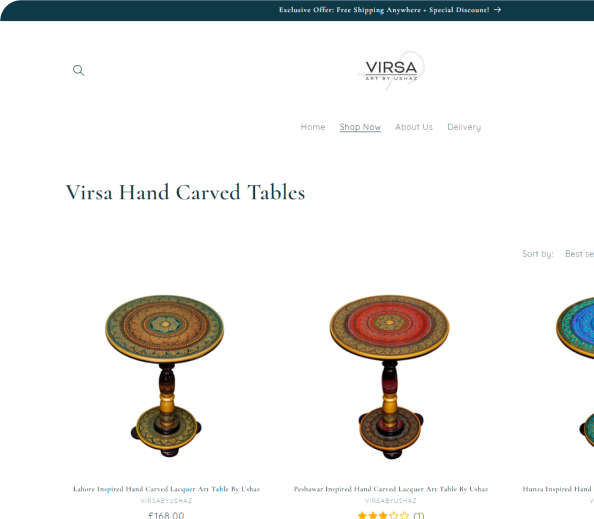 Exclusive Offer: Free Shipping Anywhere + Special Discount! →
VIRSA
ART BY USHAZ
Home Shop Now About Us Delivery
Virsa Hand Carved Tables
Sort by: Best se
Lahore Inspired Hand Carved Lacquer Art Table By Ushaz
Peshawar Inspired Hand Carved Lacquer Art Table By Ushaz
Hunza Inspired Hand
VIRSABYUSHAZ
VIRSABYUSHAZ
V
£168.00
(1)